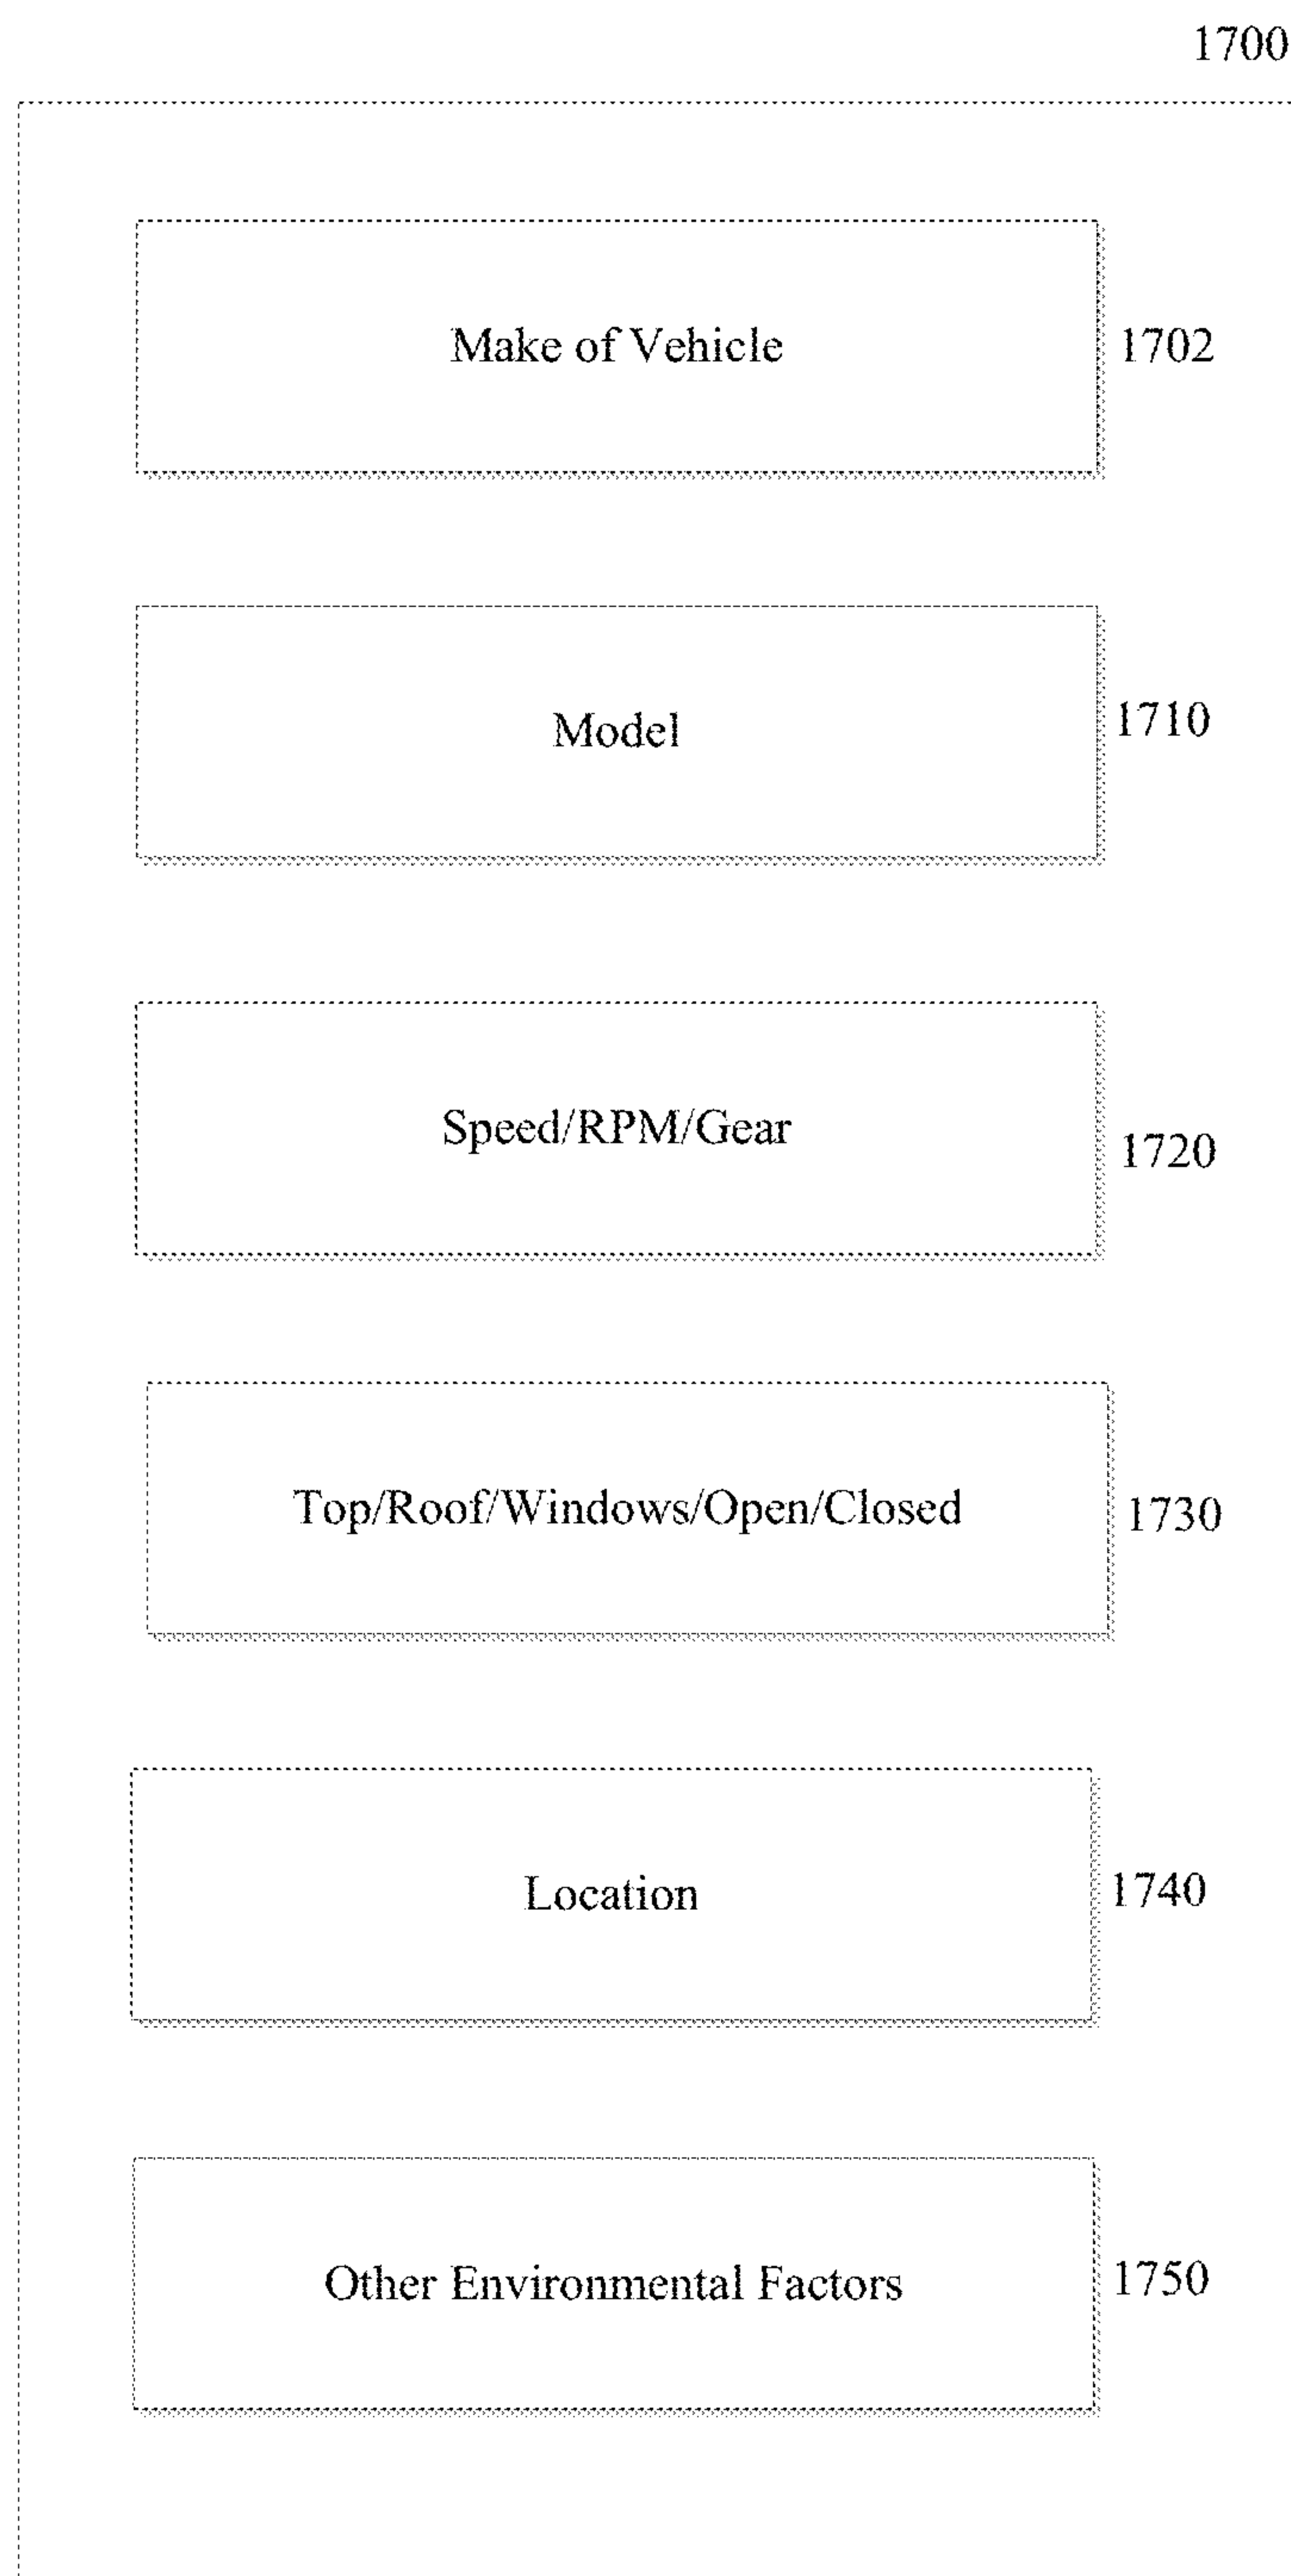 1700
Make of Vehicle
1702
Model
1710
Speed/RPM/Gear
1720
Top/Roof/Windows/Open/Closed
1730
Location
1740
Other Environmental Factors
1750